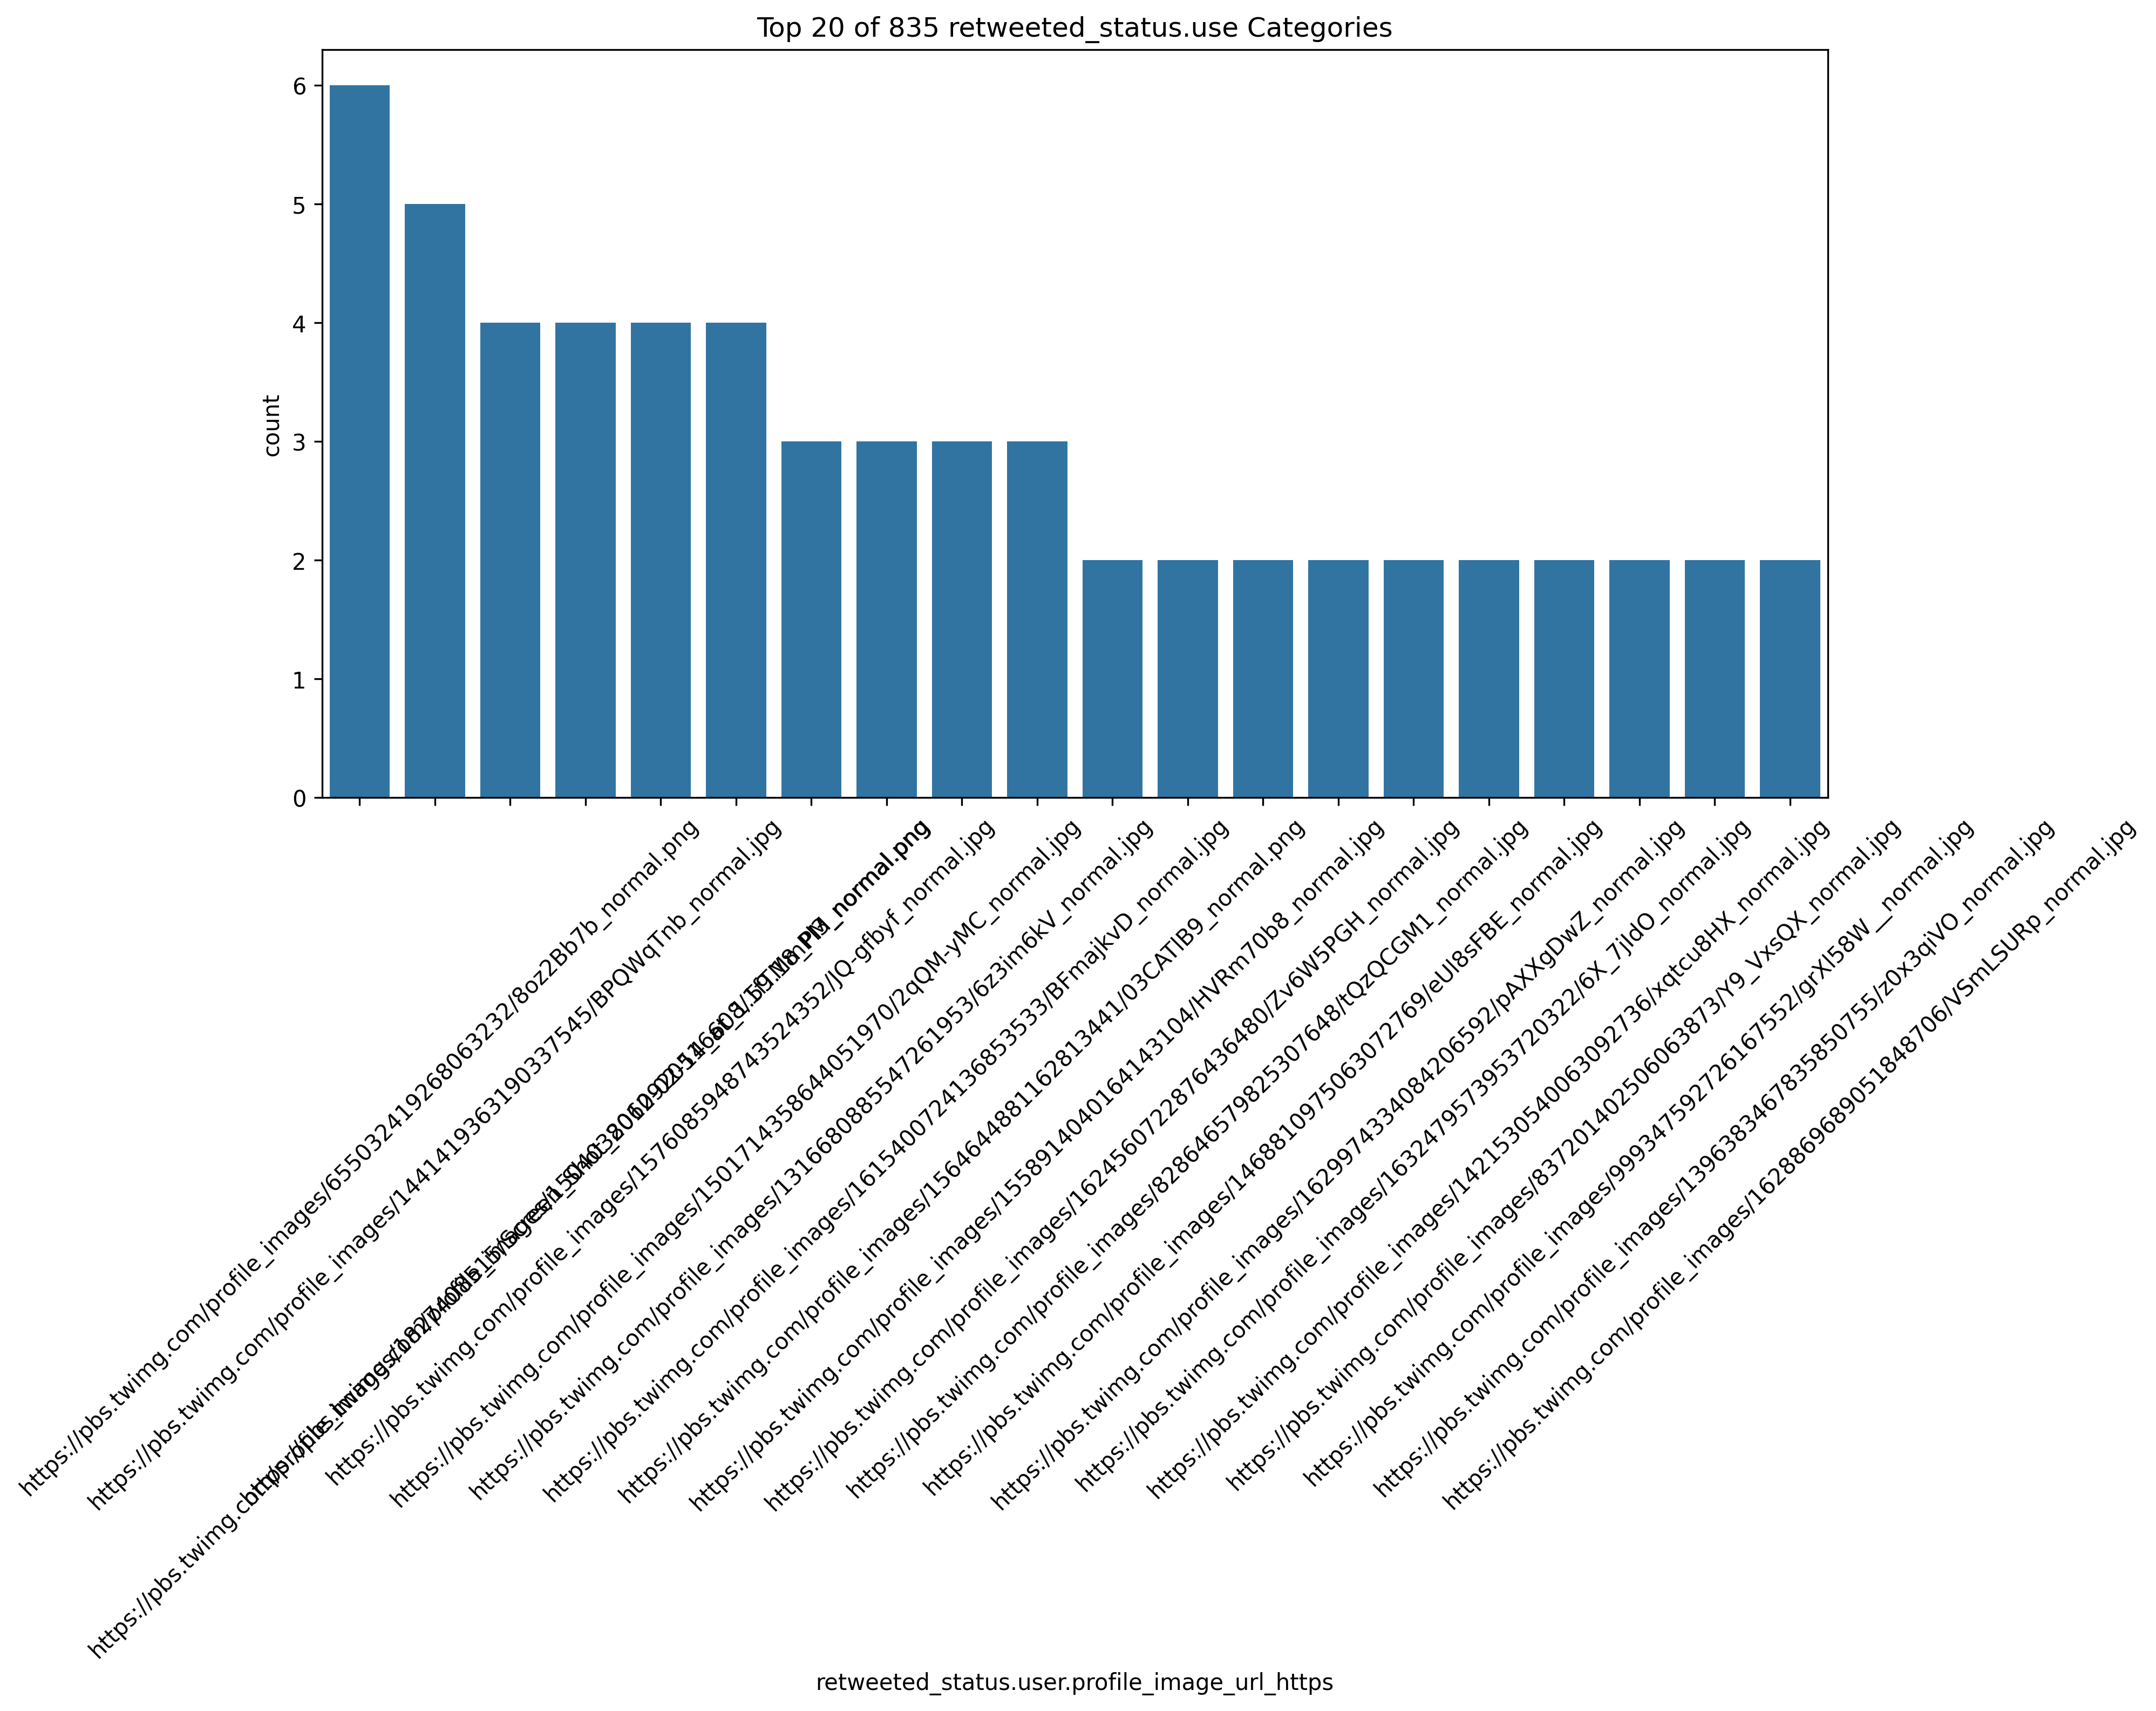 Top 20 of 835 retweeted_status.use Categories
6
5
4
3
2
1
0
count
https://pbs.twimg.com/profile_images/655032419268063232/8oz2Bb7b_normal.png
https://pbs.twimg.com/profile_images/1441419363190337545/BPQWqTnb_normal.jpg
https://pbs.twimg.com/profile_images/1576085948743524352/JQ-gfbyf_normal.jpg
https://pbs.twimg.com/profile_images/1501714358644051970/2qQM-yMC_normal.jpg
https://pbs.twimg.com/profile_images/1316680885547261953/6z3im6kV_normal.jpg
https://pbs.twimg.com/profile_images/1615400724136853533/BFmajkvD_normal.jpg
https://pbs.twimg.com/profile_images/1564644881162813441/03CATlB9_normal.png
https://pbs.twimg.com/profile_images/1558914040164143104/HVRm70b8_normal.jpg
https://pbs.twimg.com/profile_images/1624560722876436480/Zv6W5PGH_normal.jpg
https://pbs.twimg.com/profile_images/828646579825307648/tQzQCGM1_normal.jpg
https://pbs.twimg.com/profile_images/1468810975063072769/eUl8sFBE_normal.jpg
https://pbs.twimg.com/profile_images/1629974334084206592/pAXXgDwZ_normal.jpg
https://pbs.twimg.com/profile_images/1632479573953720322/6X_7jIdO_normal.jpg
https://pbs.twimg.com/profile_images/1421530540063092736/xqtcu8HX_normal.jpg
https://pbs.twimg.com/profile_images/837201402506063873/Y9_VxsQX_normal.jpg
https://pbs.twimg.com/profile_images/999347592726167552/grXl58W__normal.jpg
https://pbs.twimg.com/profile_images/1396383467835850755/z0x3qiVO_normal.jpg
https://pbs.twimg.com/profile_images/1628869689051848706/VSmLSURp_normal.jpg
retweeted_status.user.profile_image_url_https